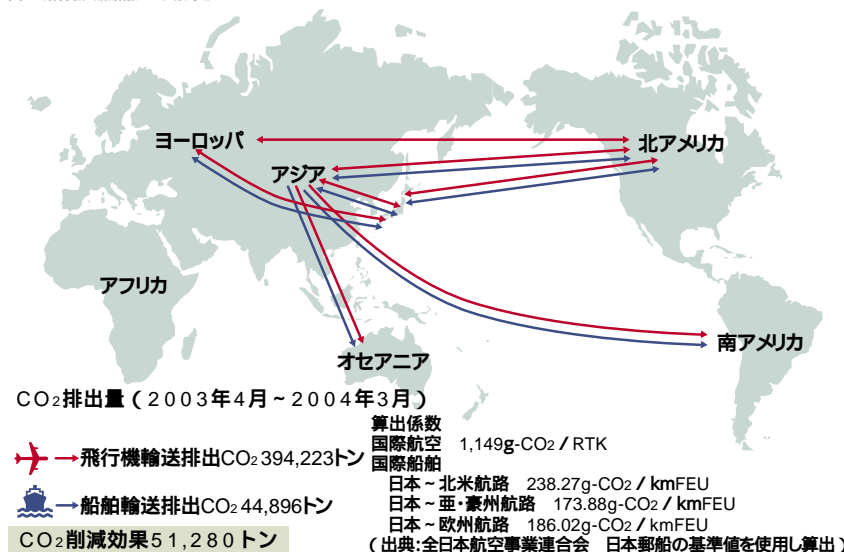 ヨーロッパ
北アメリカ
アジア
アフリカ
オセアニア
南アメリカ
CO2排出量(2003年4月~2004年3月)
→飛行機輸送排出CO2 394,223トン
→船舶輸送排出CO2 44,896トン
CO2削減効果51,280トン
算出係数
国際航空 1,149g-CO2 / RTK
国際船舶
日本~北米航路 238.27g-CO2 / kmFEU
日本~亜・豪州航路 173.88g-CO2 / kmFEU
日本~欧州航路 186.02g-CO2 / kmFEU
(出典:全日本航空事業連合会 日本郵船の基準値を使用し算出)